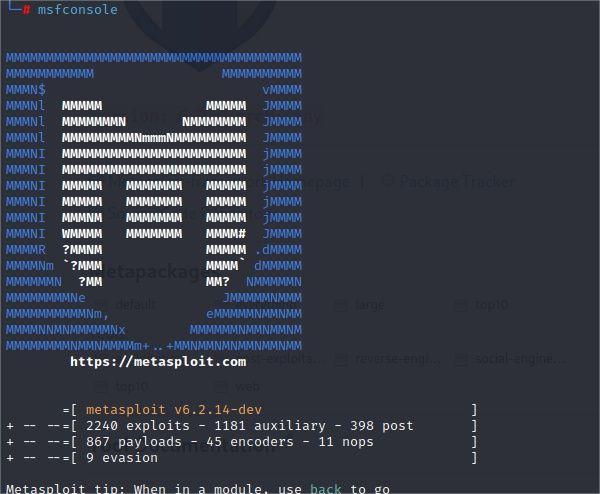 └─# msfconsole
MMMMMMMMMMMMMMMMMMMMMMMMMMMMMMMMMMMMM
MMMMMMMMMMM                MMMMMMMMMM
MMMN$                           vMMMM
MMMNl  MMMMM             MMMMM  JMMMM
MMMNl  MMMMMMMN       NMMMMMMM  JMMMM
MMMNl  MMMMMMMMMNmmmNMMMMMMMMM  JMMMM
MMMNI  MMMMMMMMMMMMMMMMMMMMMMM  jMMMM
MMMNI  MMMMMMMMMMMMMMMMMMMMMMM  jMMMM
MMMNI  MMMMM   MMMMMMM   MMMMM  jMMMM
MMMNI  MMMMM   MMMMMMM   MMMMM  jMMMM
MMMNI  MMMNM   MMMMMMM   MMMMM  jMMMM
MMMNI  WMMMM   MMMMMMM   MMMM#  JMMMM
MMMMR  ?MMNM             MMMMM .dMMMM
MMMMNm `?MMM             MMMM` dMMMMM
MMMMMMN  ?MM             MM?  NMMMMMN
MMMMMMMMNe                 JMMMMMNMMM
MMMMMMMMMMNm,            eMMMMMNMMNMM
MMMMNNMNMMMMMNx        MMMMMMNMMNMMNM
MMMMMMMMNMMNMMMMm+..+MMNMMNMNMMNMMNMM
https://metasploit.com
=[ metasploit v6.2.14-dev ]
+ -- --=[ 2240 exploits - 1181 auxiliary - 398 post ]
+ -- --=[ 867 payloads - 45 encoders - 11 nops ]
+ -- --=[ 9 evasion ]
Metasploit tip: When in a module, use back to go